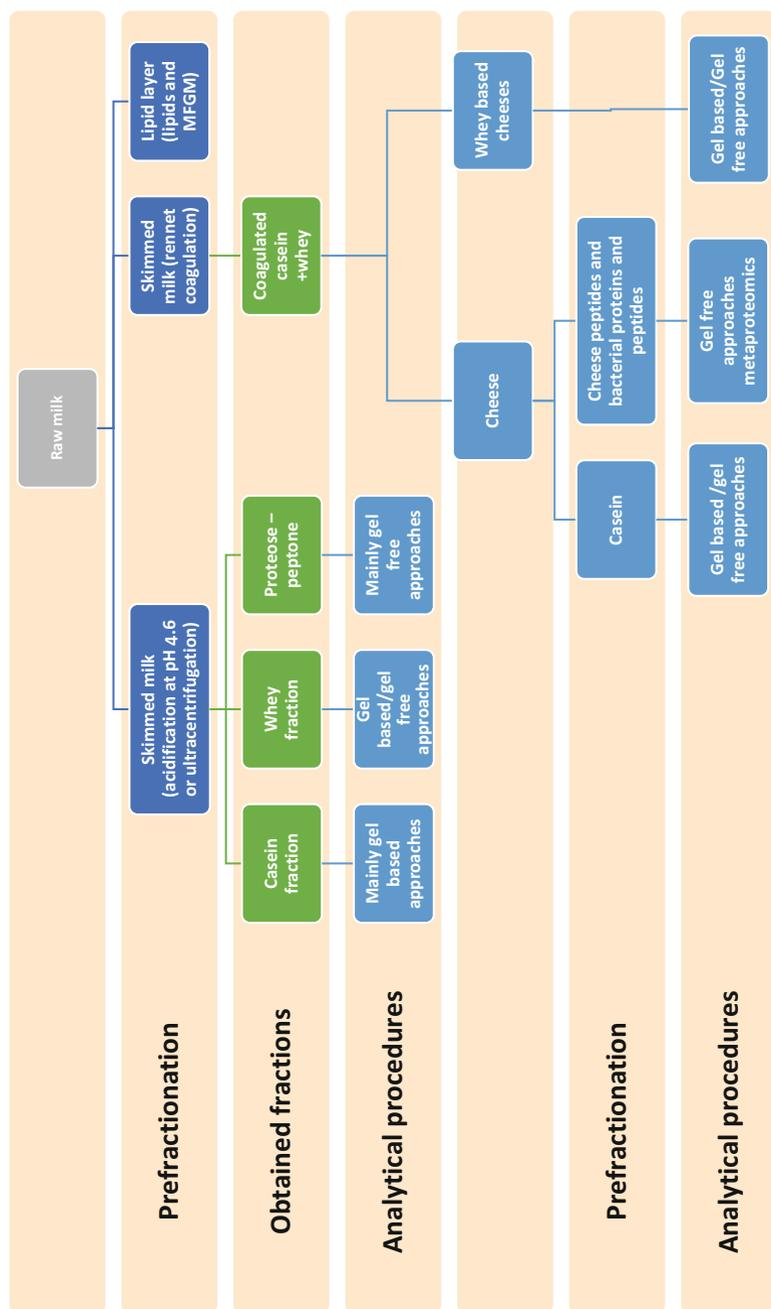 Raw milk
Prefractionation
Skimmed milk
(acidification at pH 4.6
or ultracentrifugation)
Skimmed
milk (rennet
coagulation)
Lipid layer
(lipids and
MFGM)
Obtained fractions
Casein
fraction
Whey
fraction
Proteose –
peptone
Coagulated
casein
+whey
Analytical procedures
Mainly gel
based
approaches
Gel
based/gel
free
approaches
Mainly gel
free
approaches
Cheese
Whey based
cheeses
Prefractionation
Casein
Cheese peptides and
bacterial proteins and
peptides
Analytical procedures
Gel based /gel
free approaches
Gel free
approaches
metaproteomics
Gel based/Gel
free approaches